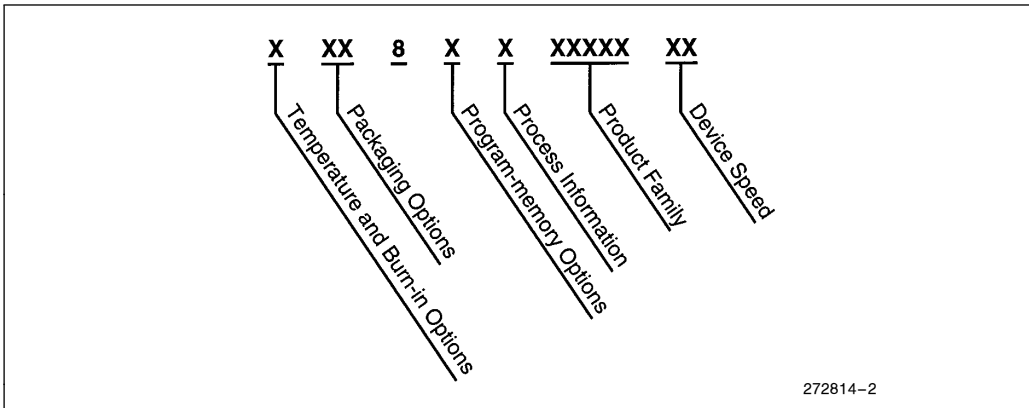 X XX 8 X X XXXXX XX
Temperature and Burn-in Options
Packaging Options
Program-memory Options
Process Information
Product Family
Device Speed
272814–2